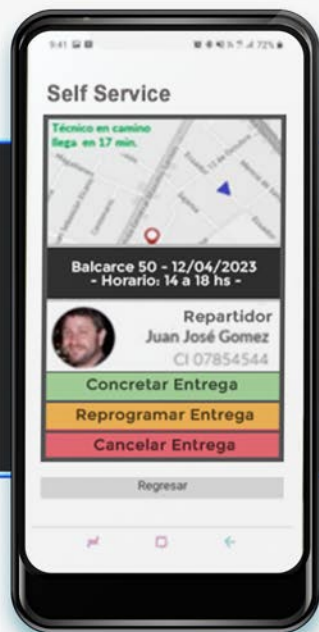 9:41
72%
Self Service
Técnico en camino
llega en 17 min.
Balcarce 50 - 12/04/2023
- Horario: 14 a 18 hs -
Repartidor
Juan José Gomez
CI 07854544
Concretar Entrega
Reprogramar Entrega
Cancelar Entrega
Regresar